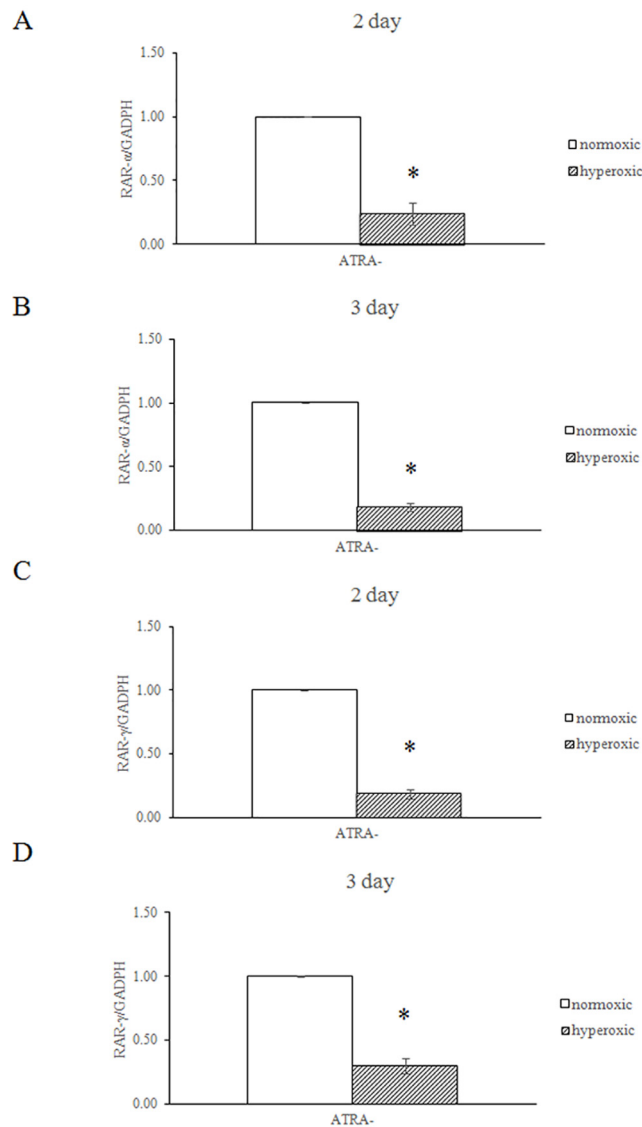 A
2 day
1.50
1.00
0.50
0.00
RAR-α/GADPH
*
ATRA-
normoxic
hyperoxic
B
3 day
1.50
1.00
0.50
0.00
RAR-α/GADPH
*
ATRA-
normoxic
hyperoxic
C
2 day
1.50
1.00
0.50
0.00
RAR-γ/GADPH
*
ATRA-
normoxic
hyperoxic
D
3 day
1.50
1.00
0.50
0.00
RAR-γ/GADPH
*
ATRA-
normoxic
hyperoxic